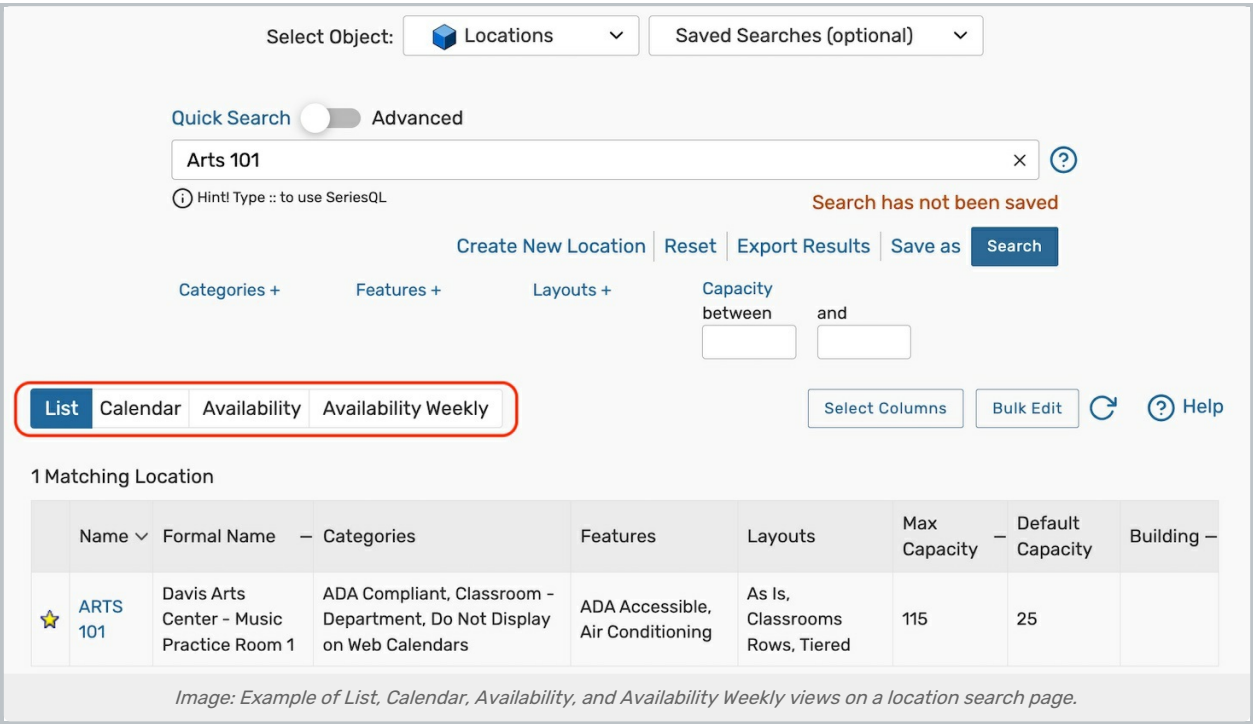 Select Object: Locations Saved Searches (optional)
Quick Search Advanced
Arts 101
Hint! Type :: to use SeriesQL
Search has not been saved
Create New Location Reset Export Results Save as Search
Categories + Features + Layouts + Capacity
between and
List Calendar Availability Availability Weekly Select Columns Bulk Edit Help
1 Matching Location
Name Formal Name Categories Features Layouts Max Capacity Default Capacity Building
ARTS 101
Davis Arts
Center - Music
Practice Room 1
ADA Compliant, Classroom -
Department, Do Not Display
on Web Calendars
ADA Accessible,
Air Conditioning
As Is,
Classrooms
Rows, Tiered
115
25
Image: Example of List, Calendar, Availability, and Availability Weekly views on a location search page.